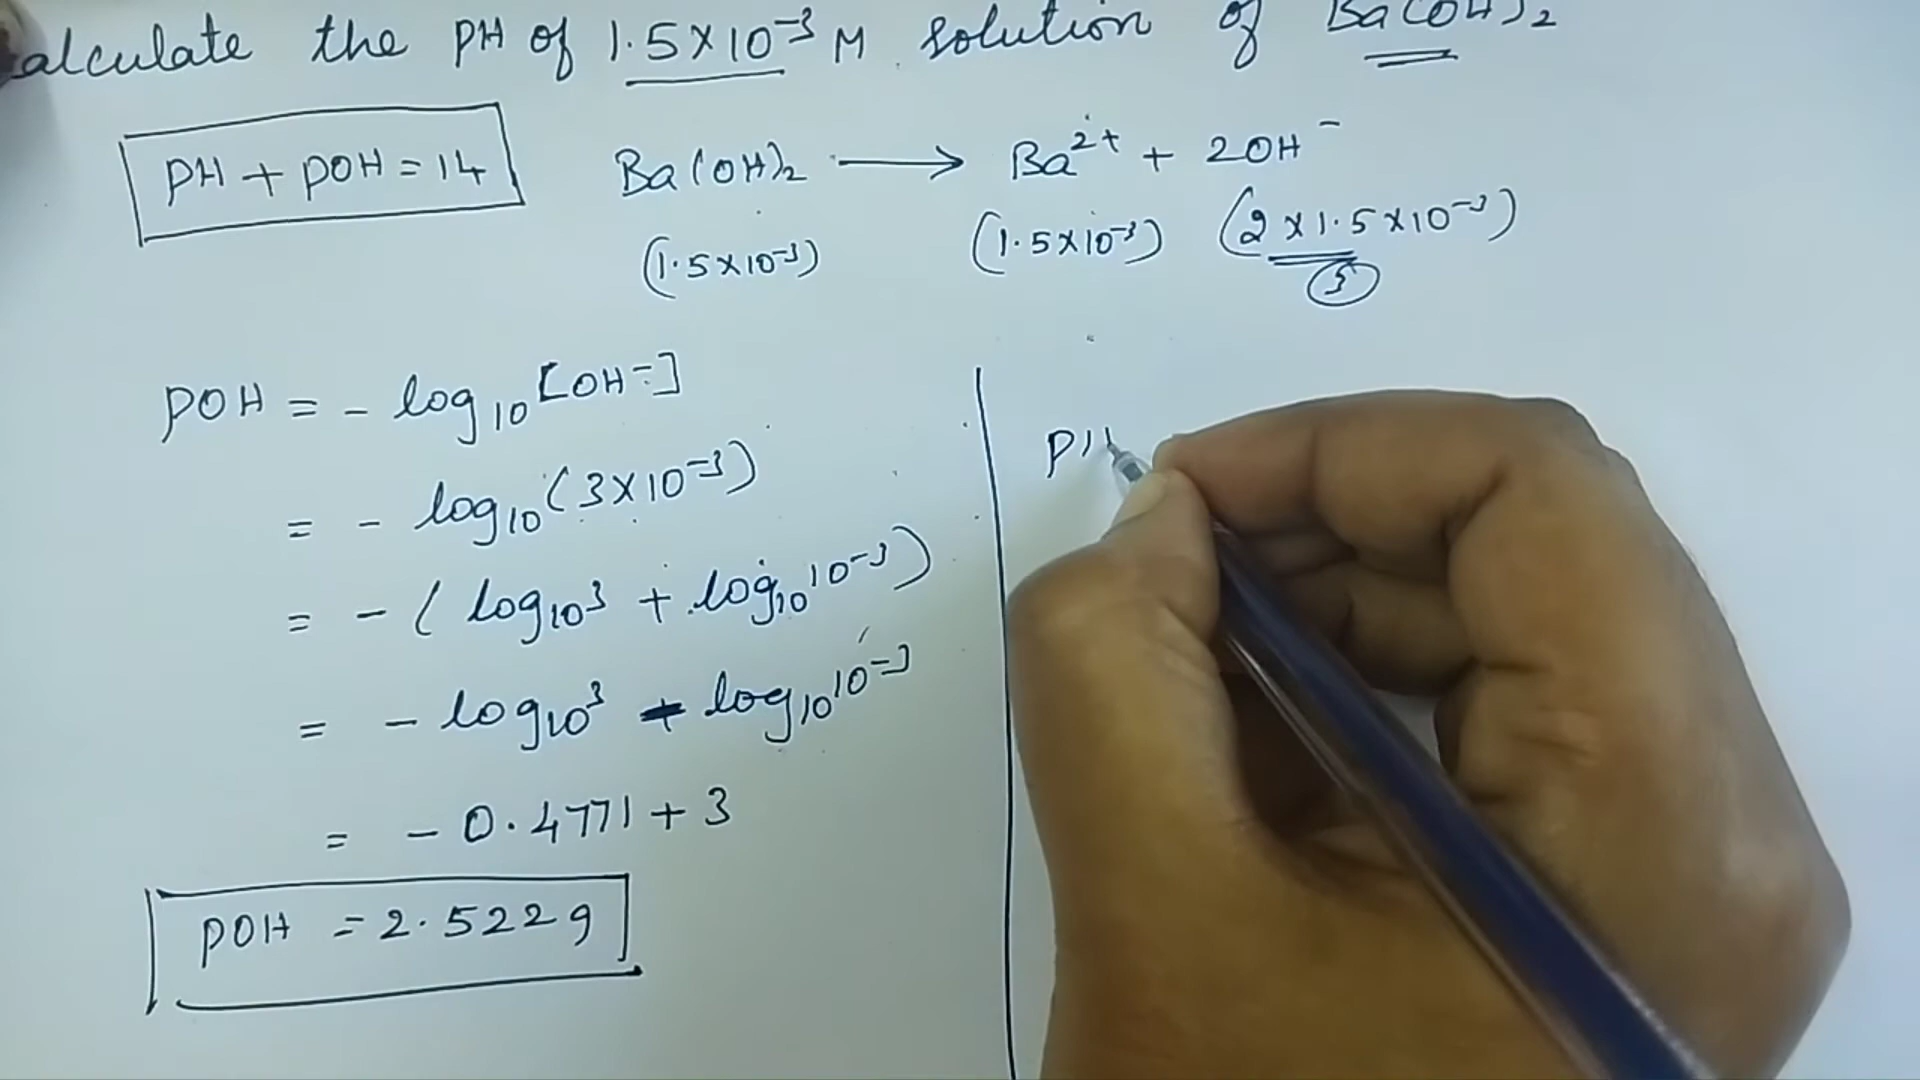 alculate the PH of 1.5×10⁻³ M solution of Ba(OH)₂
PH + POH = 14
Ba(OH)₂ ⟶ Ba²⁺ + 2OH⁻
(1.5×10⁻³) (1.5×10⁻³) (2×1.5×10⁻³)
3
POH = - log₁₀[OH⁻]
= - log₁₀(3×10⁻³)
= - ( log₁₀3 + log₁₀10⁻³)
= - log₁₀3 - log₁₀10⁻³
= - 0.4771 + 3
POH = 2.5229
PH